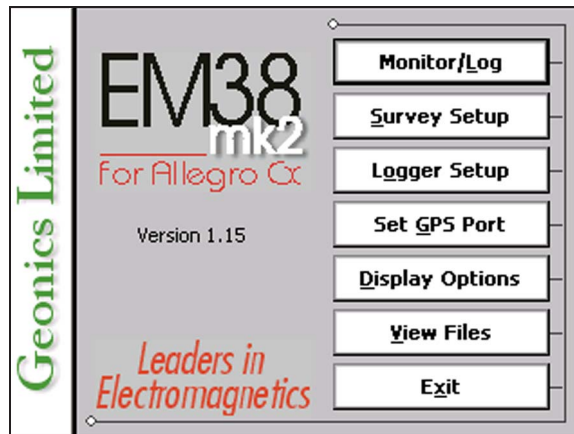 Geonics Limited
EM38
mk2
for Allegro Cx
Version 1.15
Leaders in
Electromagnetics
Monitor/Log
Survey Setup
Logger Setup
Set GPS Port
Display Options
View Files
Exit